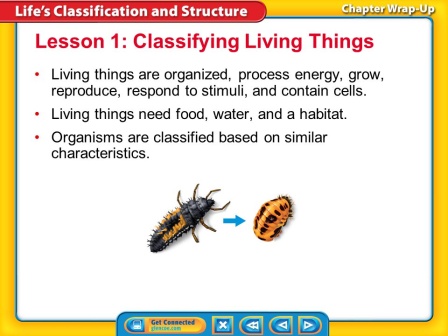 Life's Classification and Structure
Chapter Wrap-Up
Lesson 1: Classifying Living Things
• Living things are organized, process energy, grow,
reproduce, respond to stimuli, and contain cells.
• Living things need food, water, and a habitat.
• Organisms are classified based on similar
characteristics.
Get Connected
glencoe.com